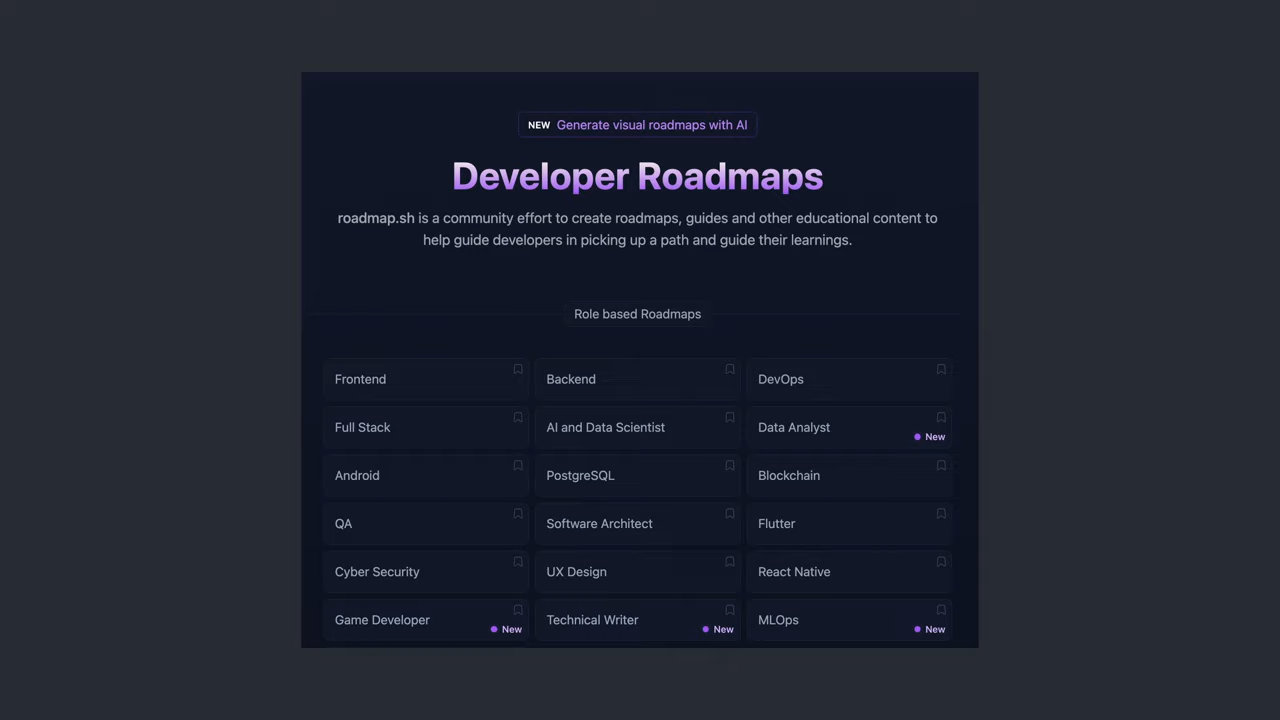 NEW Generate visual roadmaps with AI
Developer Roadmaps
roadmap.sh is a community effort to create roadmaps, guides and other educational content to
help guide developers in picking up a path and guide their learnings.
Role based Roadmaps
Frontend
Backend
DevOps
Full Stack
AI and Data Scientist
Data Analyst
New
Android
PostgreSQL
Blockchain
QA
Software Architect
Flutter
Cyber Security
UX Design
React Native
Game Developer
New
Technical Writer
New
MLOps
New